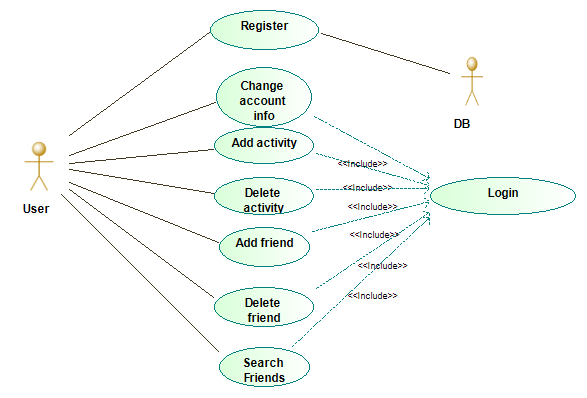 Register
Change
account
info
DB
Add activity
<<Include>>
User
Delete
activity
<<Include>>
Login
<<Include>>
Add friend
<<Include>>
<<Include>>
Delete
friend
<<Include>>
Search
Friends